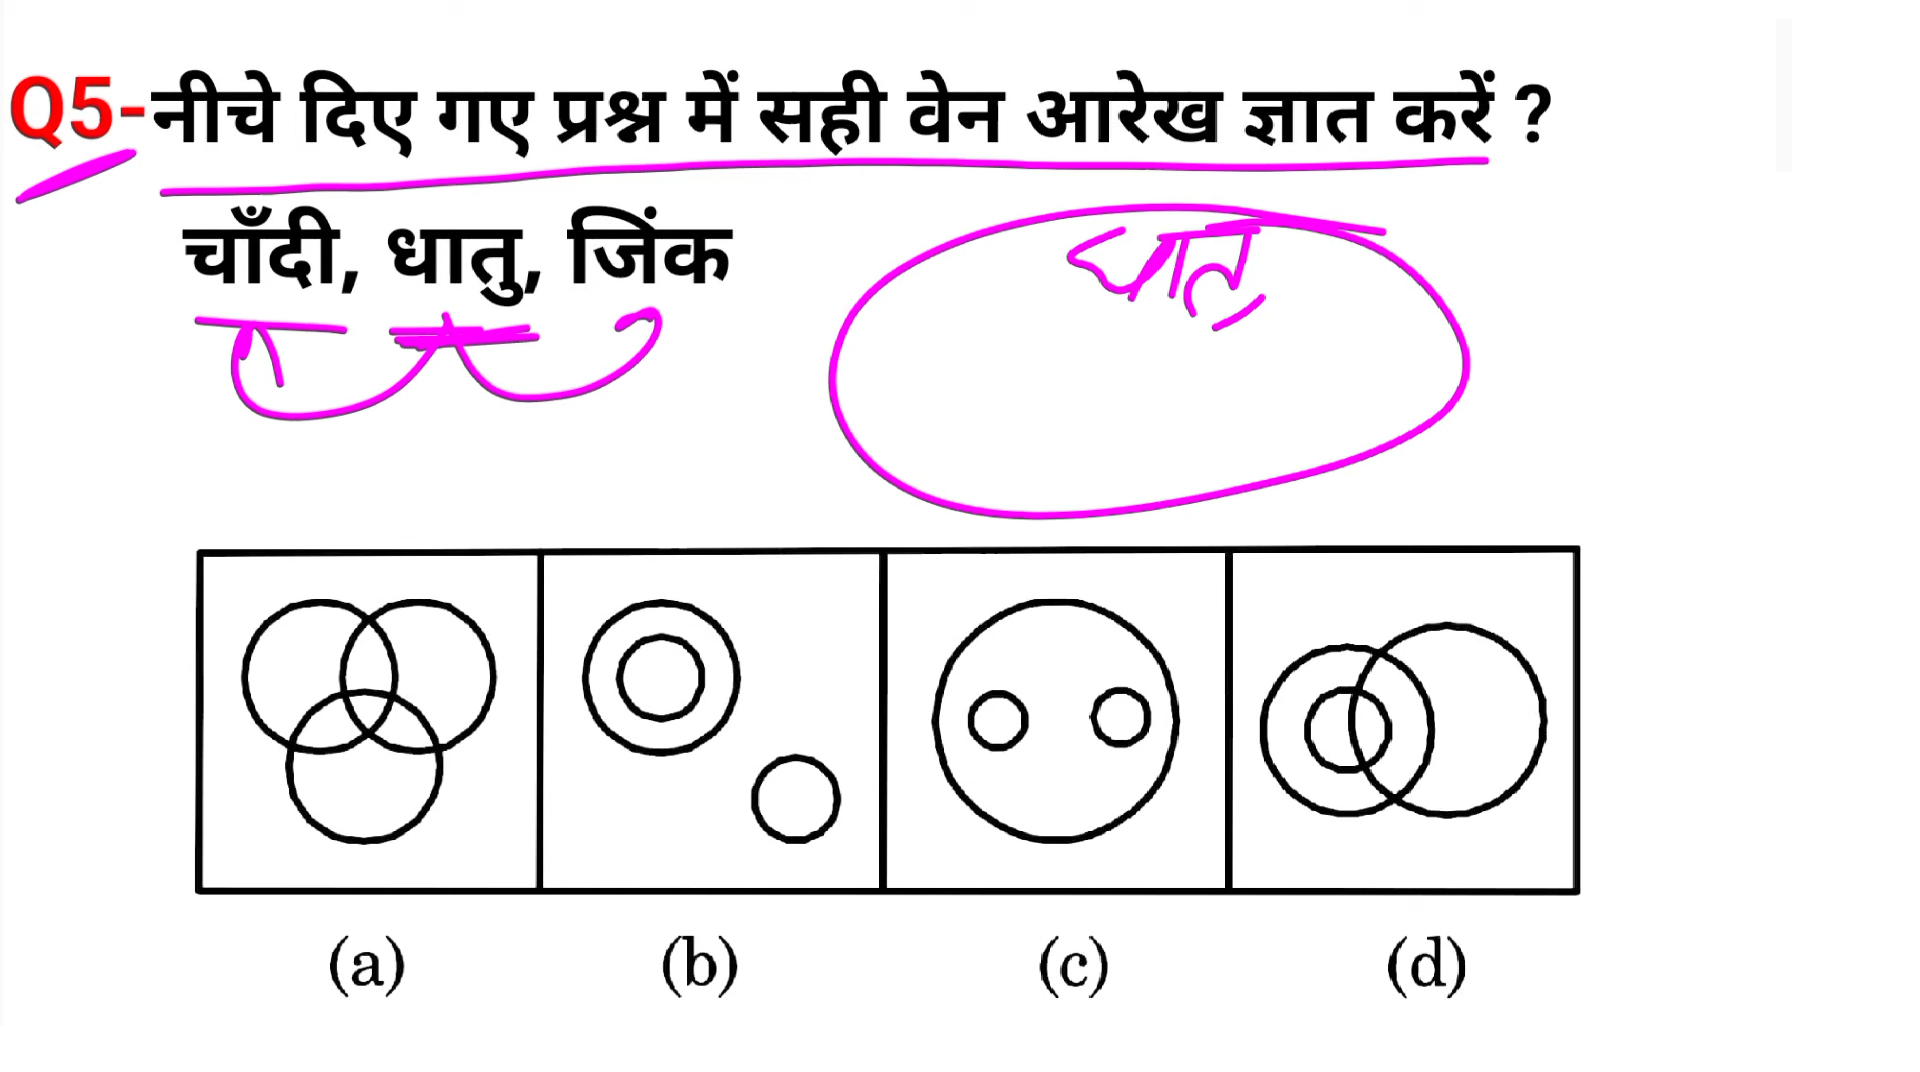 Q5-नीचे दिए गए प्रश्न में सही वेन आरेख ज्ञात करें ?
चाँदी, धातु, जिंक
धातु
(a) (b) (c) (d)